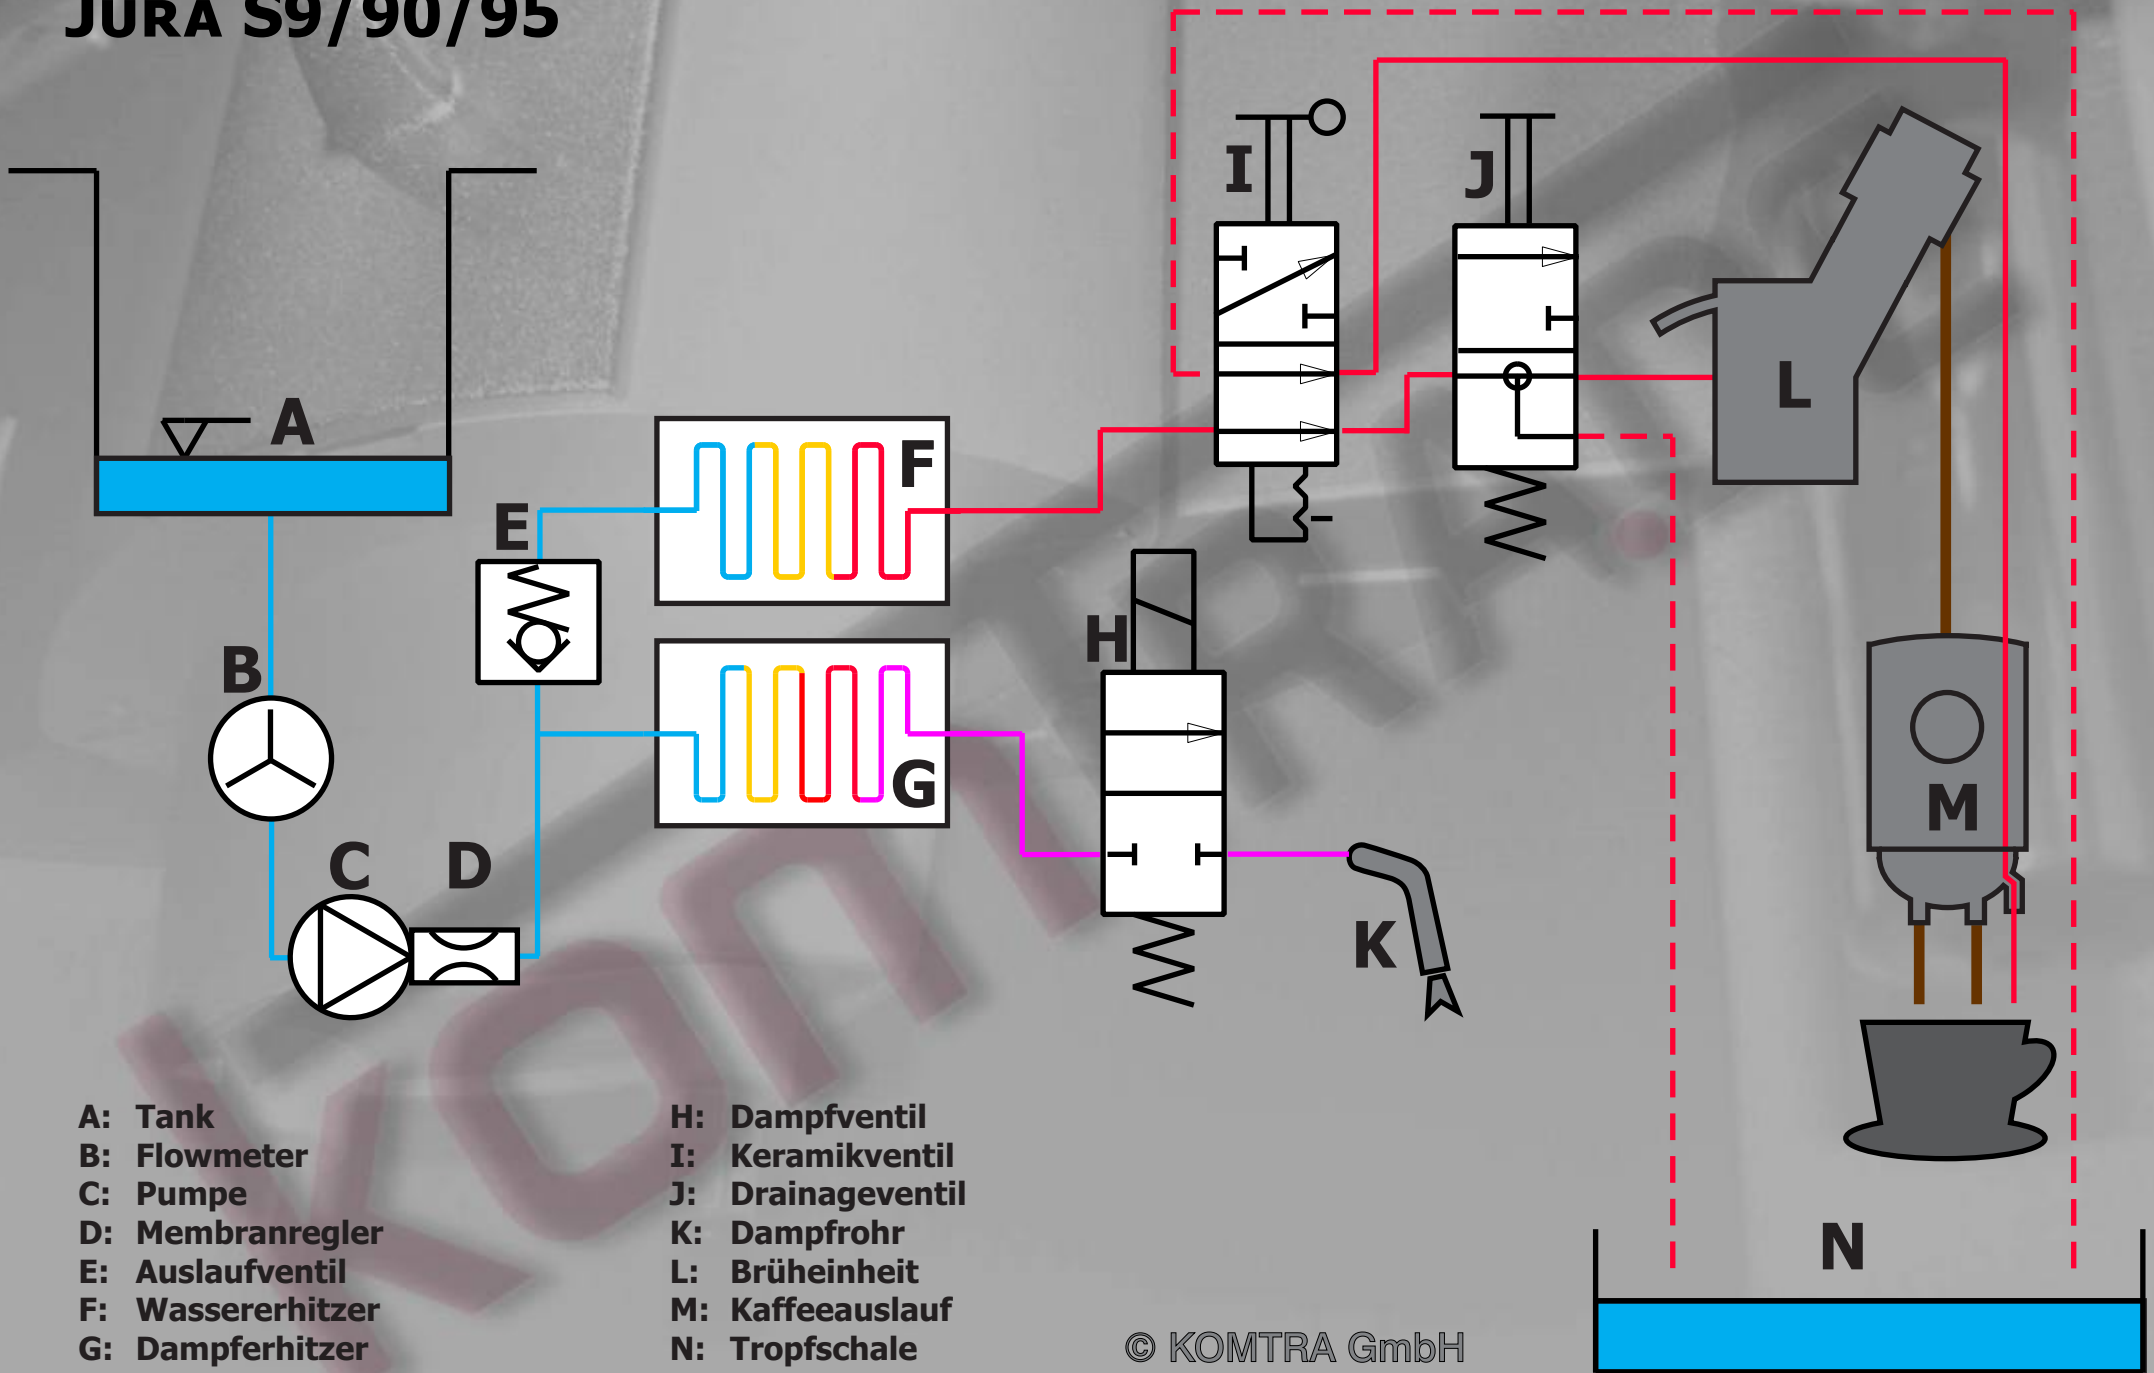 JURA S9/90/95
I
J
A
F
L
E
H
B
G
M
C
D
K
N
A: Tank
B: Flowmeter
C: Pumpe
D: Membranregler
E: Auslaufventil
F: Wassererhitzer
G: Dampferhitzer
H: Dampfventil
I: Keramikventil
J: Drainageventil
K: Dampfrohr
L: Brüheinheit
M: Kaffeeauslauf
N: Tropfschale
© KOMTRA GmbH
KOMTRA